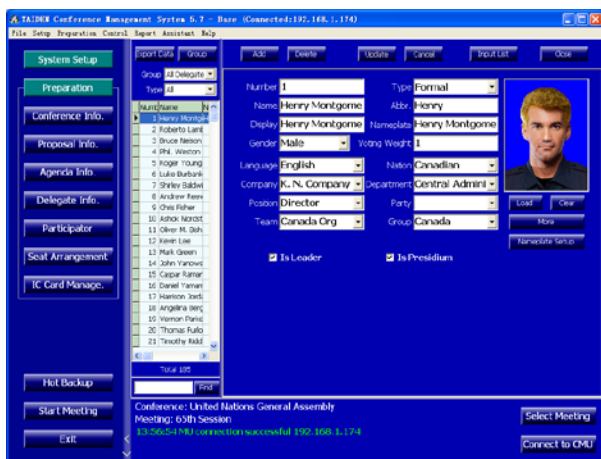 TAIDEN Conference Management System 5.7 - Base (Connected:192.168.1.174)
File Setup Preparation Control Report Assistant Help
System Setup
Preparation
Conference Info.
Proposal Info.
Agenda Info.
Delegate Info.
Participator
Seat Arrangement
IC Card Manage.
Hot Backup
Start Meeting
Exit
Export Data Group
Group All Delegate
Type All
Name
1 Henry Montgo
2 Roberto Lamb
3 Bruce Nelson
4 Phil. Weston
5 Roger Young
6 Luke Burbank
7 Shirley Baldwi
8 Andrew Reev
9 Chris Fisher
10 Ashok Nordst
11 Oliver M. Dish
12 Kevin Lee
13 Mark Green
14 John Yanows
15 Caspar Ramar
16 Daniel Yaman
17 Harrison Jorda
18 Angelina Berg
19 Vernon Parke
20 Thomas Furlo
21 Timothy Ridd
Total 195
Find
Add Delete Update Cancel Input List Close
Number 1 Type Formal
Name Henry Montgome Abbr. Henry
Display Henry Montgome Nameplate Henry Montgome
Gender Male Voting Weight 1
Language English Nation Canadian
Company K. N. Company Department Central Admini
Position Director Party
Team Canada Org Group Canada
Is Leader Is Presidium
Load Clear
More
Nameplate Setup
Conference: United Nations General Assembly
Meeting: 65th Session
13:56:54 MU connection successful 192.168.1.174
Select Meeting
Connect to CMU